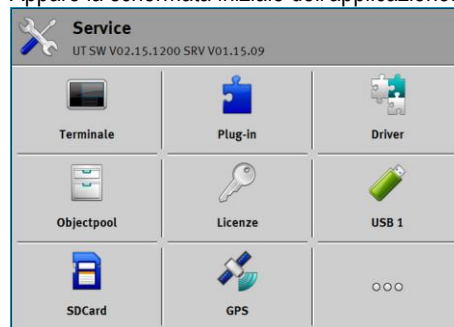 Appare la schermata iniziale dell'applicazione
Service
UT SW V02.15.1200 SRV V01.15.09
Terminale
Plug-in
Driver
Objectpool
Licenze
USB 1
SDCard
GPS